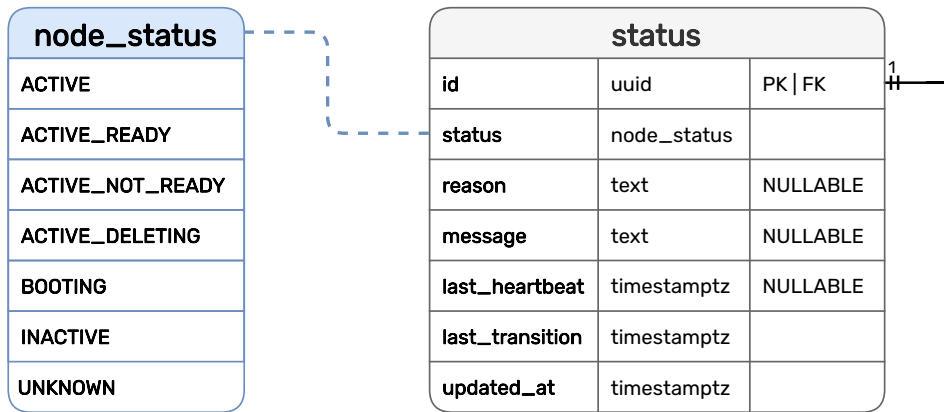 node_status
ACTIVE
ACTIVE_READY
ACTIVE_NOT_READY
ACTIVE_DELETING
BOOTING
INACTIVE
UNKNOWN
status
id uuid PK | FK
status node_status
reason text NULLABLE
message text NULLABLE
last_heartbeat timestamptz NULLABLE
last_transition timestamptz
updated_at timestamptz
1